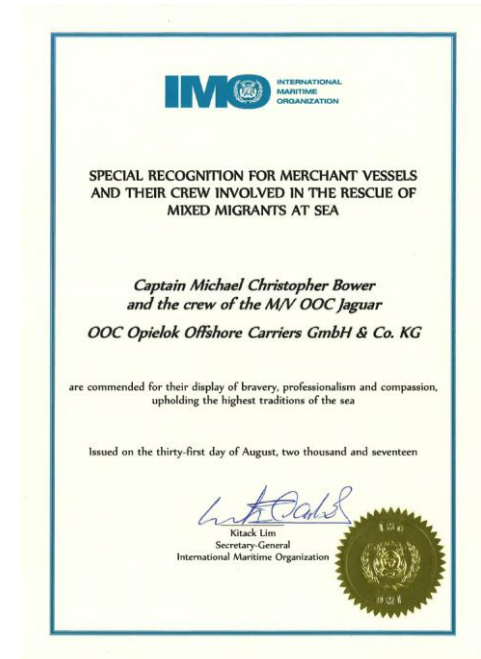 IMO
INTERNATIONAL
MARITIME
ORGANIZATION
SPECIAL RECOGNITION FOR MERCHANT VESSELS
AND THEIR CREW INVOLVED IN THE RESCUE OF
MIXED MIGRANTS AT SEA
Captain Michael Christopher Bower
and the crew of the M/V OOC Jaguar
OOC Opielok Offshore Carriers GmbH & Co. KG
are commended for their display of bravery, professionalism and compassion,
upholding the highest traditions of the sea
Issued on the thirty-first day of August, two thousand and seventeen
Kitack Lim
Secretary-General
International Maritime Organization